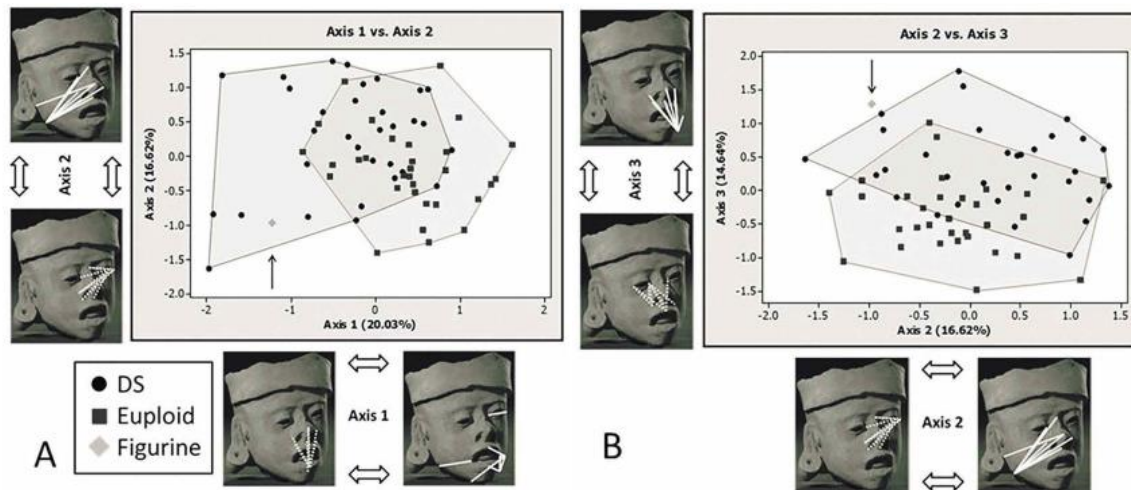 Axis 1 vs. Axis 2
1.5
1.0
0.5
0.0
-0.5
-1.0
-1.5
-2.0
Axis 2 (16.62%)
-2
-1
0
1
2
Axis 1 (20.03%)
Axis 2
Axis 1
DS
Euploid
Figurine
A
Axis 2 vs. Axis 3
2.0
1.5
1.0
0.5
0.0
-0.5
-1.0
-1.5
Axis 3 (14.64%)
-2.0
-1.5
-1.0
-0.5
0.0
0.5
1.0
1.5
Axis 2 (16.62%)
Axis 3
Axis 2
B